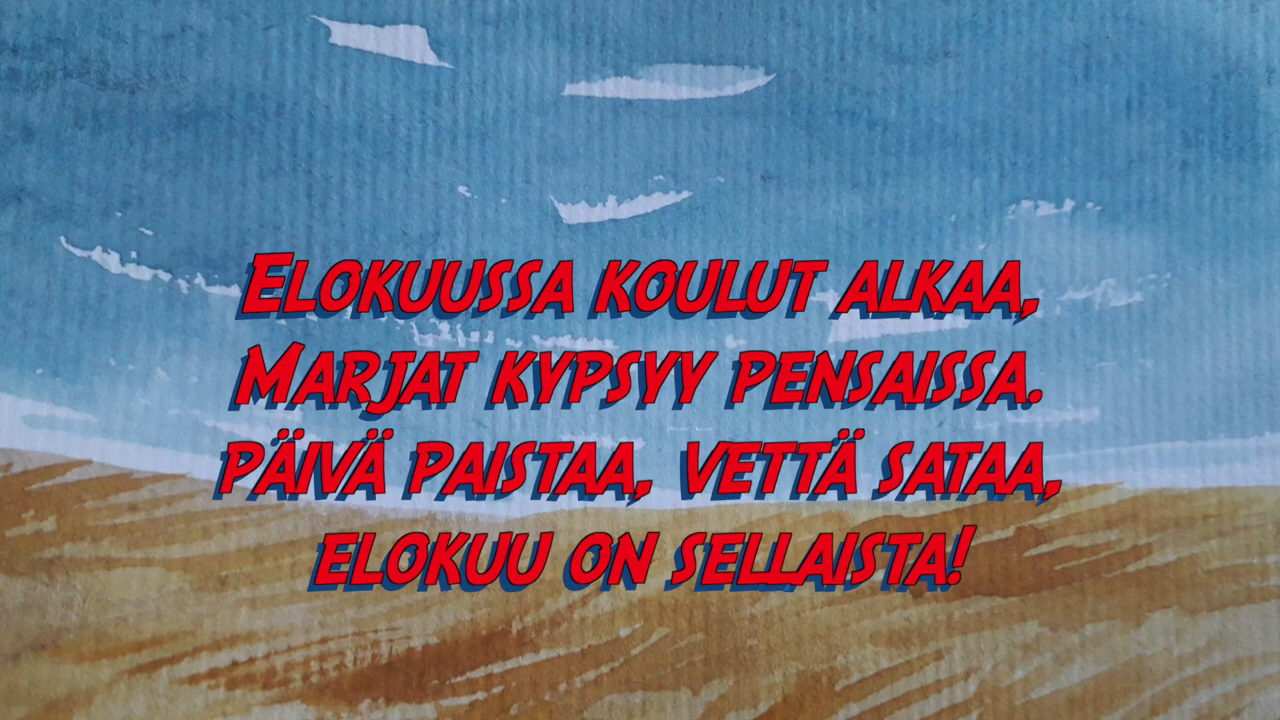 Elokuussa koulut alkaa,
Marjat kypsyy pensaissa.
päivä paistaa, vettä sataa,
elokuu on sellaista!